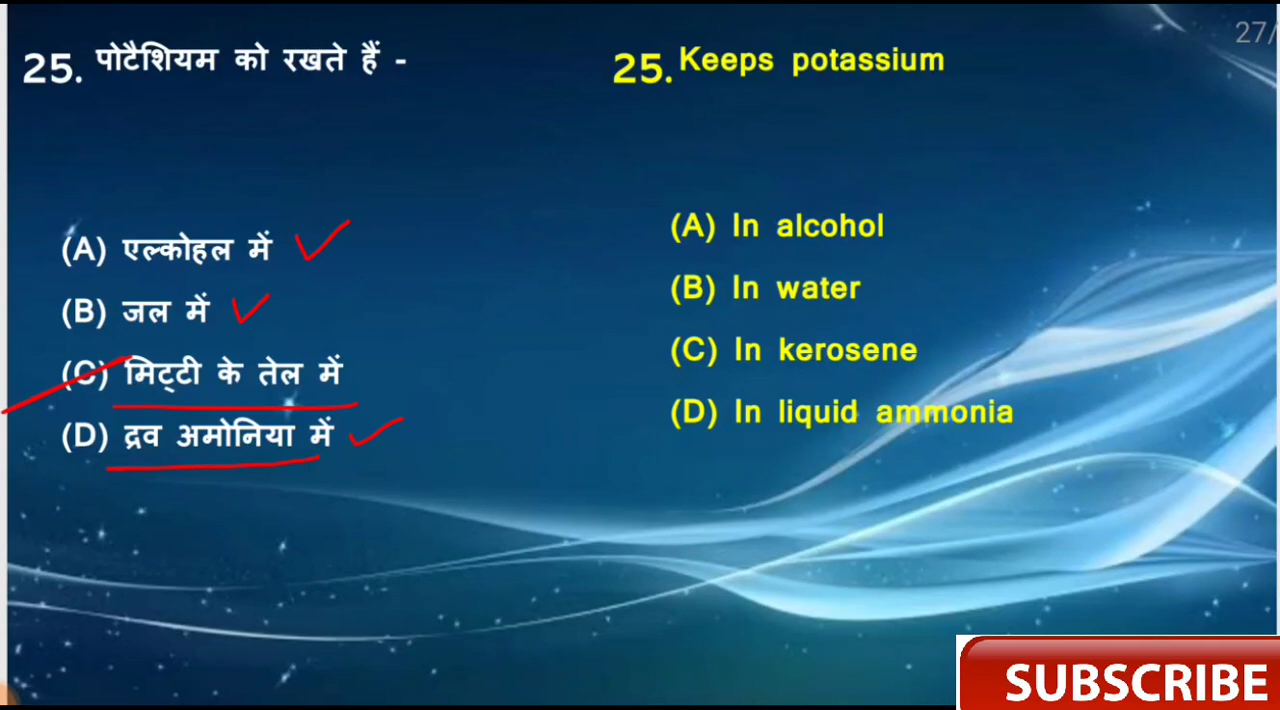 25. पोटैशियम को रखते हैं -
(A) एल्कोहल में
(B) जल में
(C) मिट्टी के तेल में
(D) द्रव अमोनिया में
25. Keeps potassium
(A) In alcohol
(B) In water
(C) In kerosene
(D) In liquid ammonia
27/
SUBSCRIBE